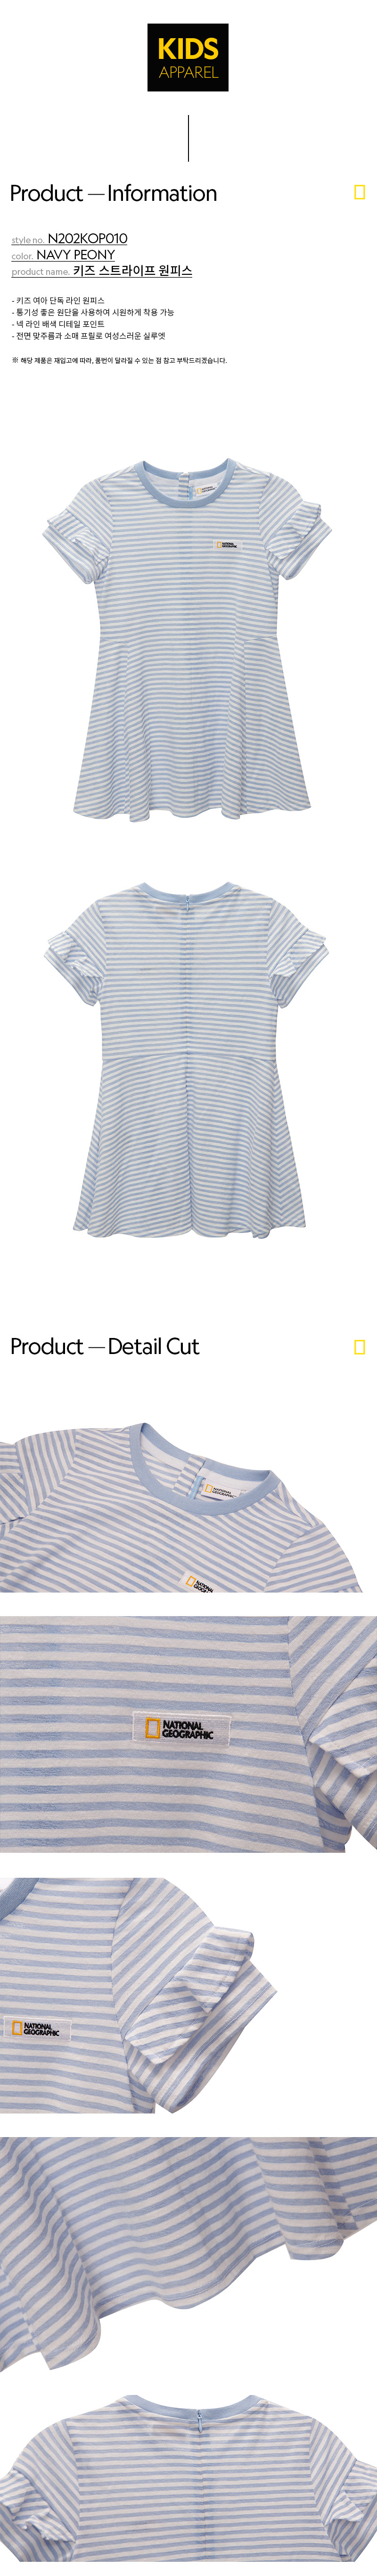 KIDS
APPAREL
Product — Information
style no. N202KOP010
color. NAVY PEONY
product name. 키즈 스트라이프 원피스
- 키즈 여아 단독 라인 원피스
- 통기성 좋은 원단을 사용하여 시원하게 착용 가능
- 넥 라인 배색 디테일 포인트
- 전면 맞주름과 소매 프릴로 여성스러운 실루엣
※ 해당 제품은 재입고에 따라, 품번이 달라질 수 있는 점 참고 부탁드리겠습니다.
NATIONAL
GEOGRAPHIC
NATIONAL
GEOGRAPHIC
Product — Detail Cut
NATIONAL
GEOGRAPHIC
NATIONAL
NATIONAL
GEOGRAPHIC
NATIONAL
GEOGRAPHIC